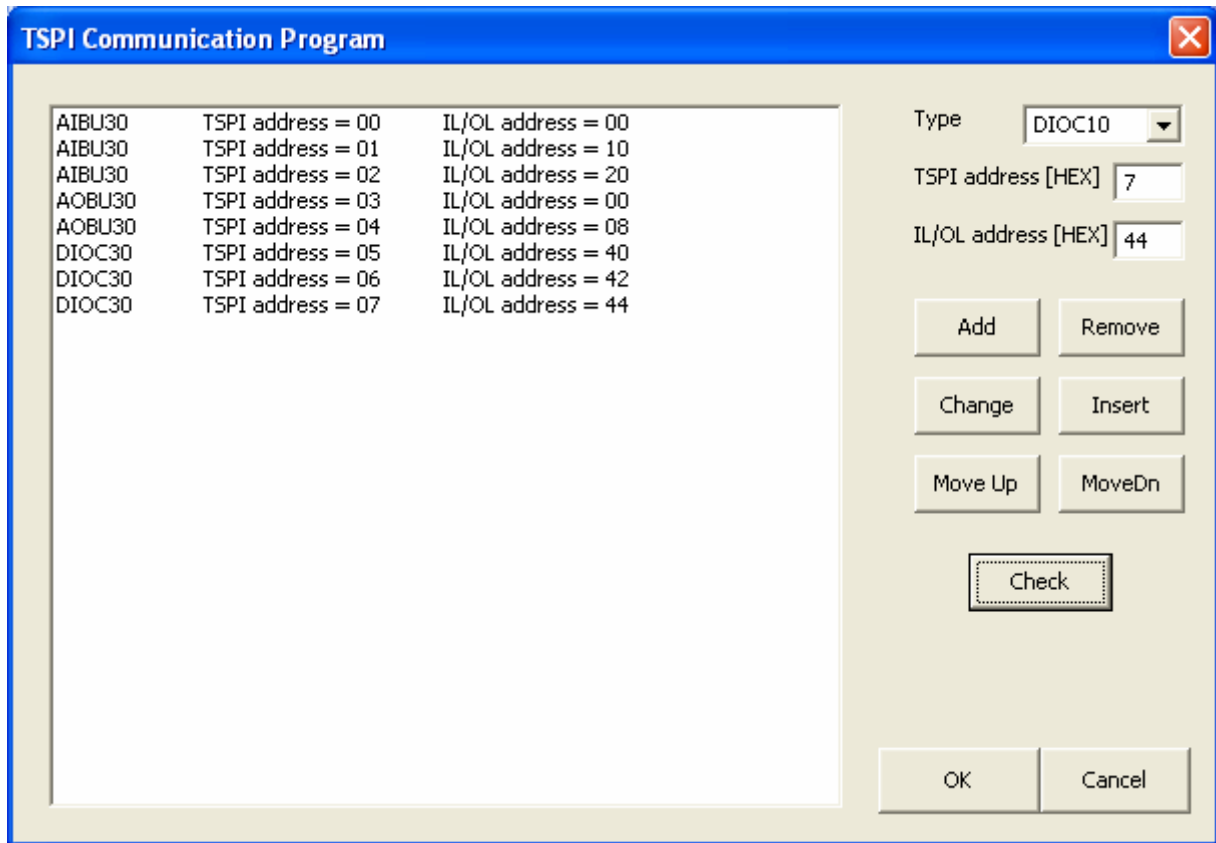 TSPI Communication Program
AIBU30 TSPI address = 00 IL/OL address = 00
AIBU30 TSPI address = 01 IL/OL address = 10
AIBU30 TSPI address = 02 IL/OL address = 20
AOBU30 TSPI address = 03 IL/OL address = 00
AOBU30 TSPI address = 04 IL/OL address = 08
DIOC30 TSPI address = 05 IL/OL address = 40
DIOC30 TSPI address = 06 IL/OL address = 42
DIOC30 TSPI address = 07 IL/OL address = 44
Type DIOC10
TSPI address [HEX] 7
IL/OL address [HEX] 44
Add Remove
Change Insert
Move Up MoveDn
Check
OK Cancel